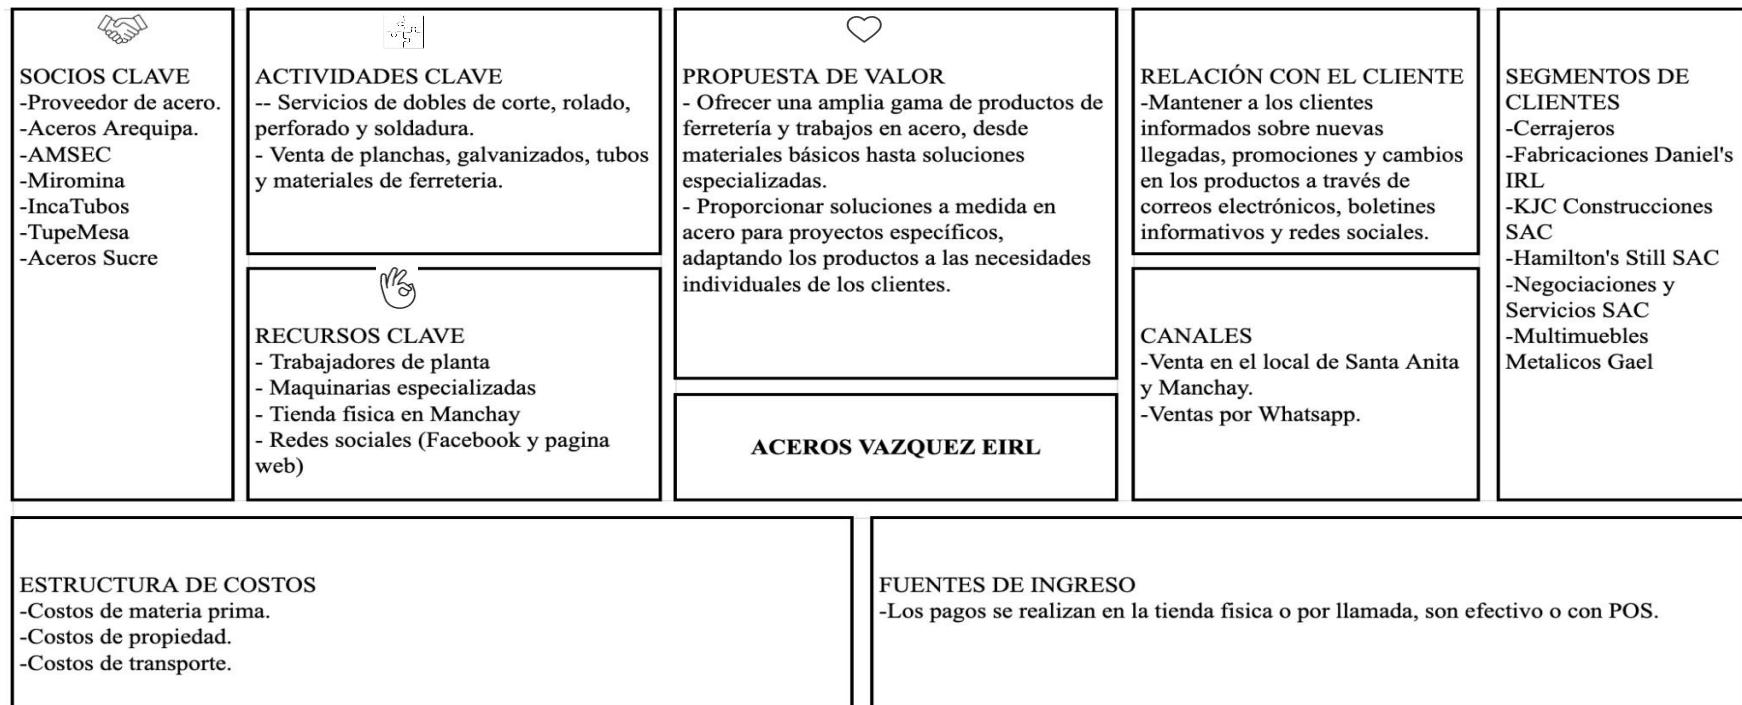 SOCIOS CLAVE
-Proveedor de acero.
-Aceros Arequipa.
-AMSEC
-Miromina
-IncaTubos
-TupeMesa
-Aceros Sucre
ACTIVIDADES CLAVE
-- Servicios de dobles de corte, rolado,
perforado y soldadura.
- Venta de planchas, galvanizados, tubos
y materiales de ferreteria.
RECURSOS CLAVE
- Trabajadores de planta
- Maquinarias especializadas
- Tienda fisica en Manchay
- Redes sociales (Facebook y pagina
web)
PROPUESTA DE VALOR
- Ofrecer una amplia gama de productos de
ferretería y trabajos en acero, desde
materiales básicos hasta soluciones
especializadas.
- Proporcionar soluciones a medida en
acero para proyectos específicos,
adaptando los productos a las necesidades
individuales de los clientes.
ACEROS VAZQUEZ EIRL
RELACIÓN CON EL CLIENTE
-Mantener a los clientes
informados sobre nuevas
llegadas, promociones y cambios
en los productos a través de
correos electrónicos, boletines
informativos y redes sociales.
CANALES
-Venta en el local de Santa Anita
y Manchay.
-Ventas por Whatsapp.
SEGMENTOS DE
CLIENTES
-Cerrajeros
-Fabricaciones Daniel's
IRL
-KJC Construcciones
SAC
-Hamilton's Still SAC
-Negociaciones y
Servicios SAC
-Multimuebles
Metalicos Gael
ESTRUCTURA DE COSTOS
-Costos de materia prima.
-Costos de propiedad.
-Costos de transporte.
FUENTES DE INGRESO
-Los pagos se realizan en la tienda fisica o por llamada, son efectivo o con POS.